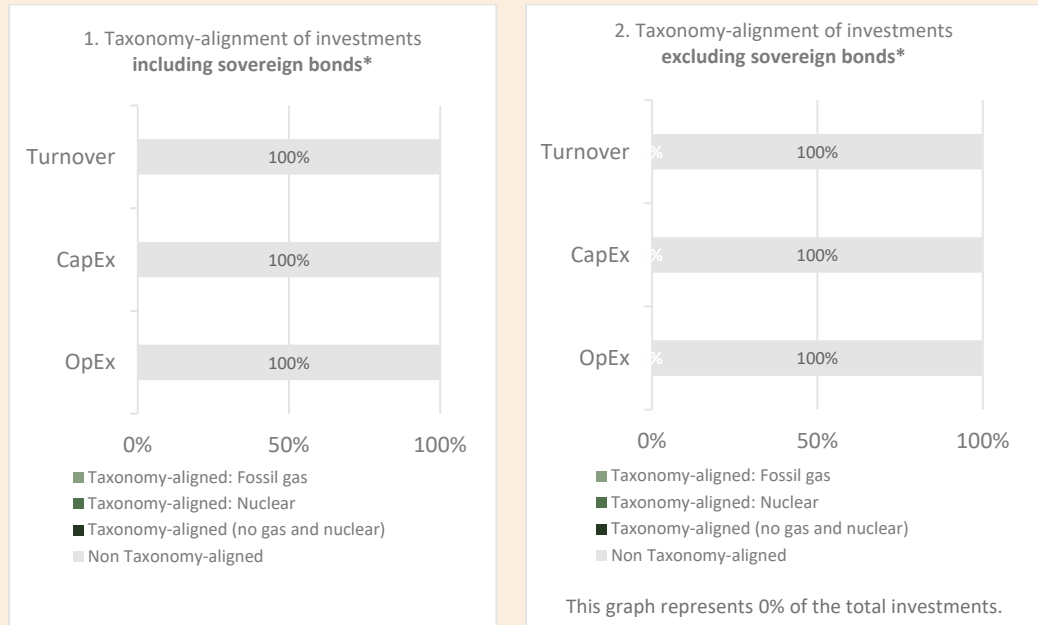 1. Taxonomy-alignment of investments
including sovereign bonds*
Turnover
100%
CapEx
100%
OpEx
100%
0% 50% 100%
Taxonomy-aligned: Fossil gas
Taxonomy-aligned: Nuclear
Taxonomy-aligned (no gas and nuclear)
Non Taxonomy-aligned
2. Taxonomy-alignment of investments
excluding sovereign bonds*
Turnover
% 100%
CapEx
% 100%
OpEx
% 100%
0% 50% 100%
Taxonomy-aligned: Fossil gas
Taxonomy-aligned: Nuclear
Taxonomy-aligned (no gas and nuclear)
Non Taxonomy-aligned
This graph represents 0% of the total investments.